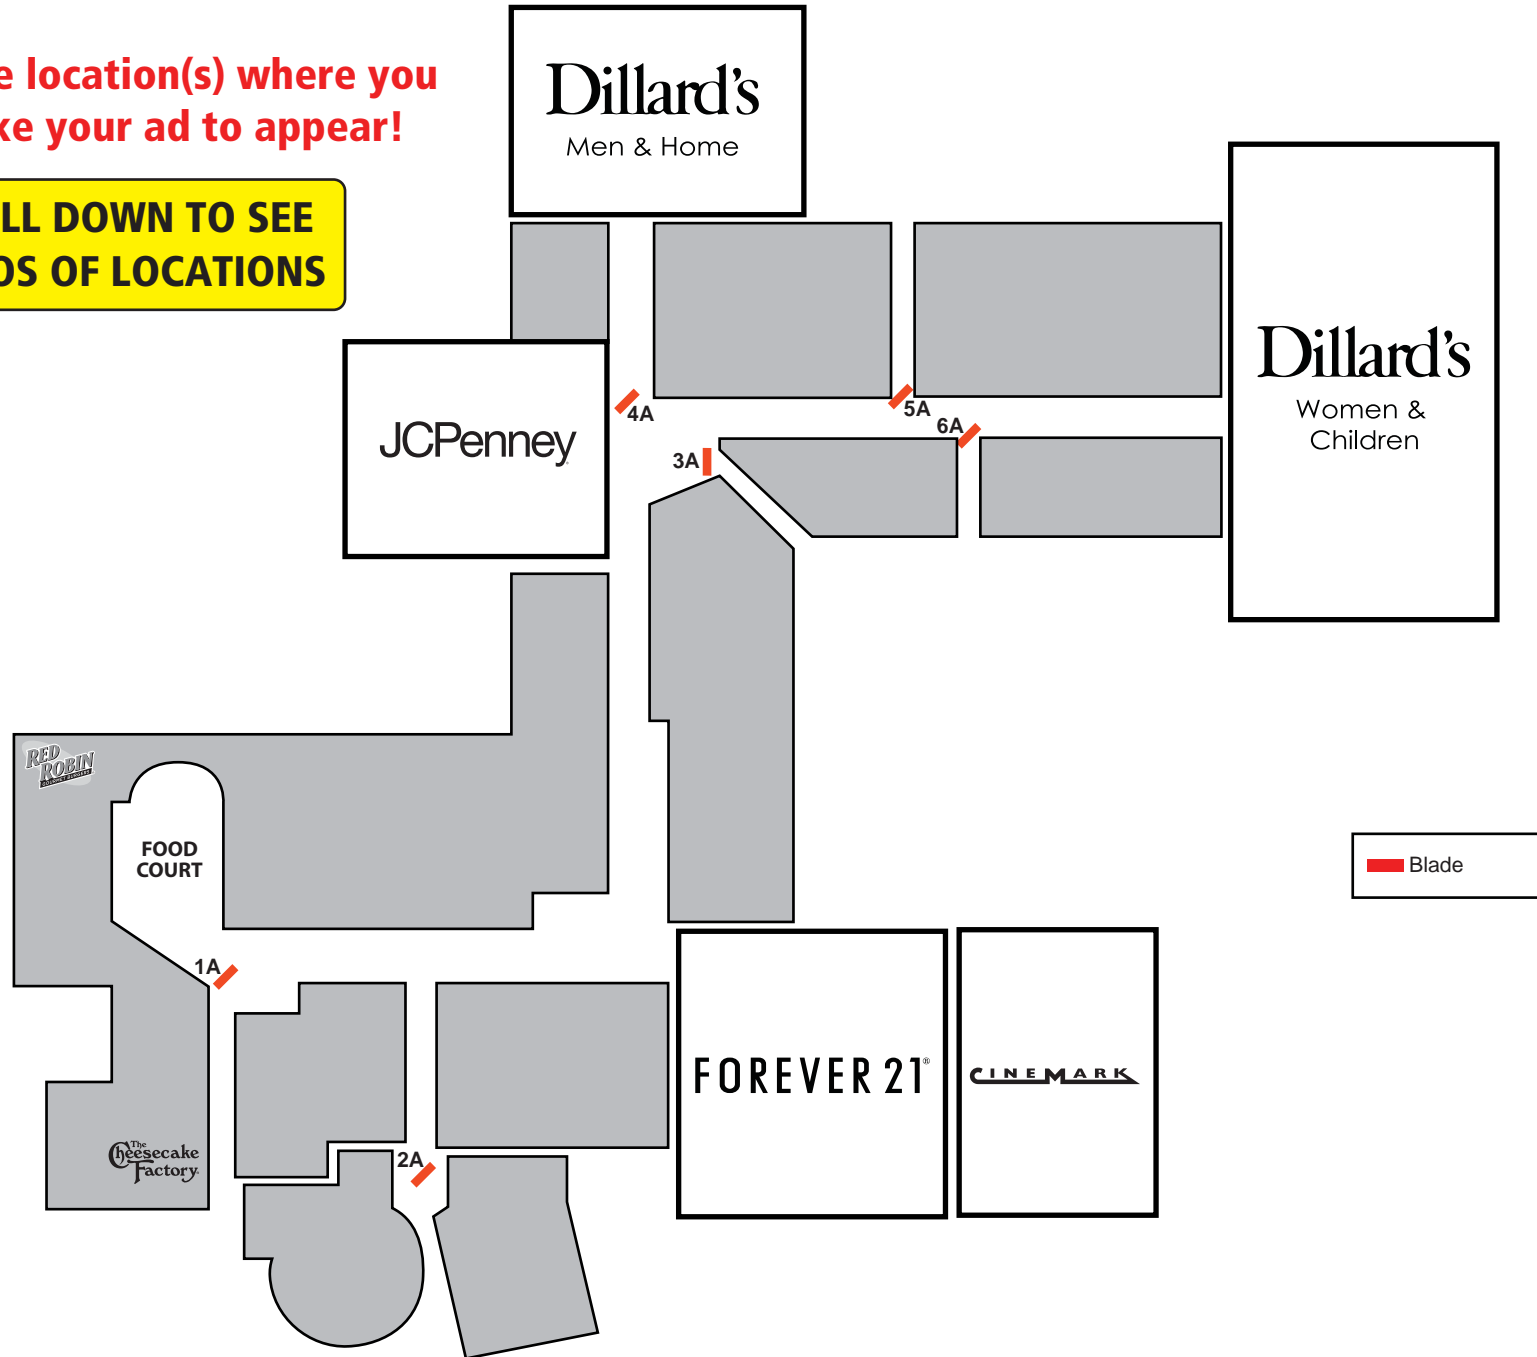 e location(s) where you
ke your ad to appear!
LL DOWN TO SEE
OS OF LOCATIONS
Dillard's
Men & Home
Dillard's
Women &
Children
JCPenney
4A
5A
6A
3A
RED
ROBIN
GOURMET BURGERS
FOOD
COURT
Blade
1A
FOREVER 21®
CINEMARK
The
Cheesecake
Factory
2A